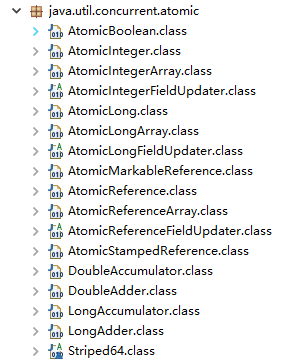 java.util.concurrent.atomic
AtomicBoolean.class
AtomicInteger.class
AtomicIntegerArray.class
AtomicIntegerFieldUpdater.class
AtomicLong.class
AtomicLongArray.class
AtomicLongFieldUpdater.class
AtomicMarkableReference.class
AtomicReference.class
AtomicReferenceArray.class
AtomicReferenceFieldUpdater.class
AtomicStampedReference.class
DoubleAccumulator.class
DoubleAdder.class
LongAccumulator.class
LongAdder.class
Striped64.class